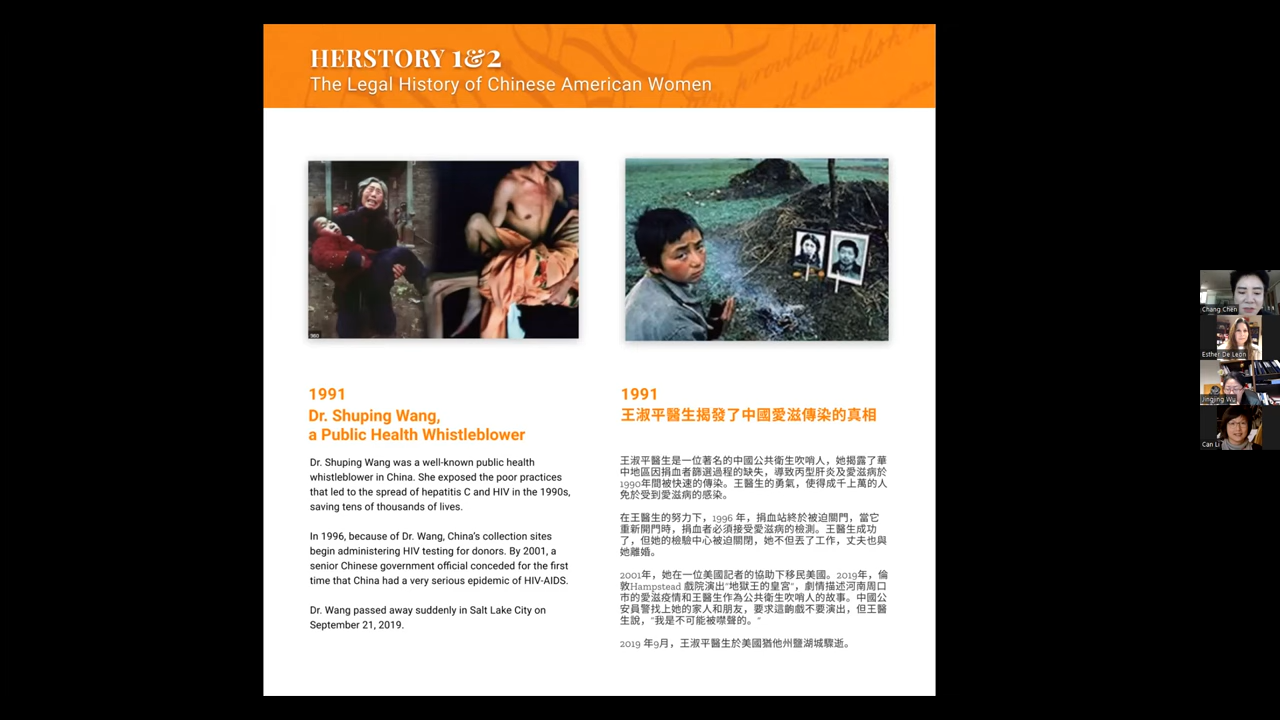 HERSTORY 1&2
The Legal History of Chinese American Women
960
1991
Dr. Shuping Wang,
a Public Health Whistleblower
Dr. Shuping Wang was a well-known public health
whistleblower in China. She exposed the poor practices
that led to the spread of hepatitis C and HIV in the 1990s,
saving tens of thousands of lives.
In 1996, because of Dr. Wang, China's collection sites
begin administering HIV testing for donors. By 2001, a
senior Chinese government official conceded for the first
time that China had a very serious epidemic of HIV-AIDS.
Dr. Wang passed away suddenly in Salt Lake City on
September 21, 2019.
1991
王淑平醫生揭發了中國愛滋傳染的真相
王淑平醫生是一位著名的中國公共衛生吹哨人，她揭露了華
中地區因捐血者篩選過程的缺失，導致丙型肝炎及愛滋病於
1990年間被快速的傳染。王醫生的勇氣，使得成千上萬的人
免於受到愛滋病的感染。
在王醫生的努力下，1996 年，捐血站終於被迫關門，當它
重新開門時，捐血者必須接受愛滋病的檢測。王醫生成功
了，但她的檢驗中心被迫關閉，她不但丟了工作，丈夫也與
她離婚。
2001年，她在一位美國記者的協助下移民美國。2019年，倫
敦Hampstead 戲院演出"地獄王的皇宮"，劇情描述河南周口
市的愛滋疫情和王醫生作為公共衛生吹哨人的故事。中國公
安員警找上她的家人和朋友，要求這齣戲不要演出，但王醫
生說，"我是不可能被噤聲的。"
2019 年9月，王淑平醫生於美國猶他州鹽湖城驟逝。
Chang Chen
Esther De Leon
Jingjing Wu
Can Li